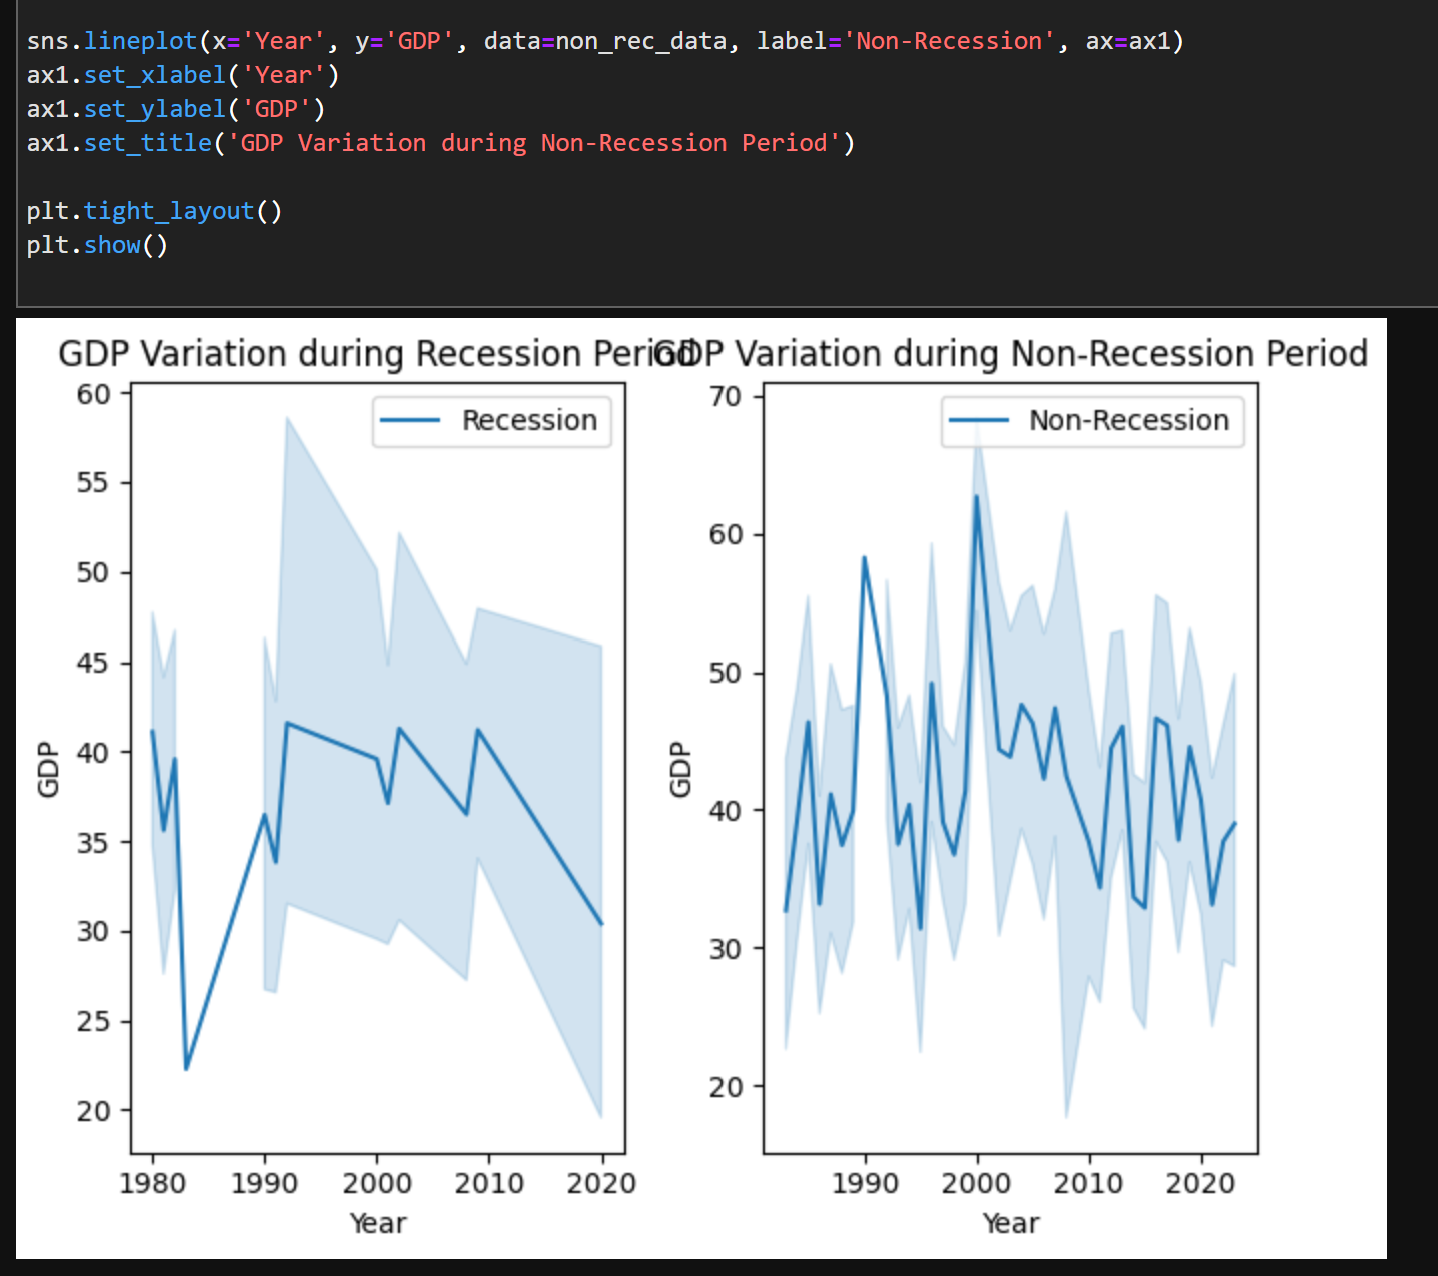 sns.lineplot(x='Year', y='GDP', data=non_rec_data, label='Non-Recession', ax=ax1)
ax1.set_xlabel('Year')
ax1.set_ylabel('GDP')
ax1.set_title('GDP Variation during Non-Recession Period')
plt.tight_layout()
plt.show()
GDP Variation during Recession Period
60
55
50
45
40
35
30
25
20
GDP
Recession
1980 1990 2000 2010 2020
Year
GDP Variation during Non-Recession Period
70
60
50
40
30
20
GDP
Non-Recession
1990 2000 2010 2020
Year